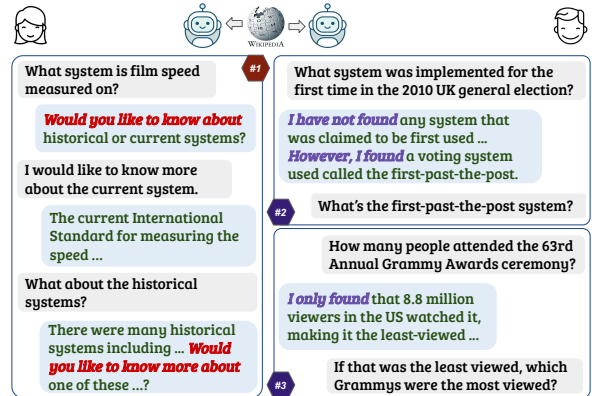 WIKIPEDIA
#1
What system is film speed
measured on?
Would you like to know about
historical or current systems?
I would like to know more
about the current system.
The current International
Standard for measuring the
speed ...
What about the historical
systems?
There were many historical
systems including ... Would
you like to know more about
one of these ...?
What system was implemented for the
first time in the 2010 UK general election?
I have not found any system that
was claimed to be first used ...
However, I found a voting system
used called the first-past-the-post.
#2
What's the first-past-the-post system?
How many people attended the 63rd
Annual Grammy Awards ceremony?
I only found that 8.8 million
viewers in the US watched it,
making it the least-viewed ...
#3
If that was the least viewed, which
Grammys were the most viewed?